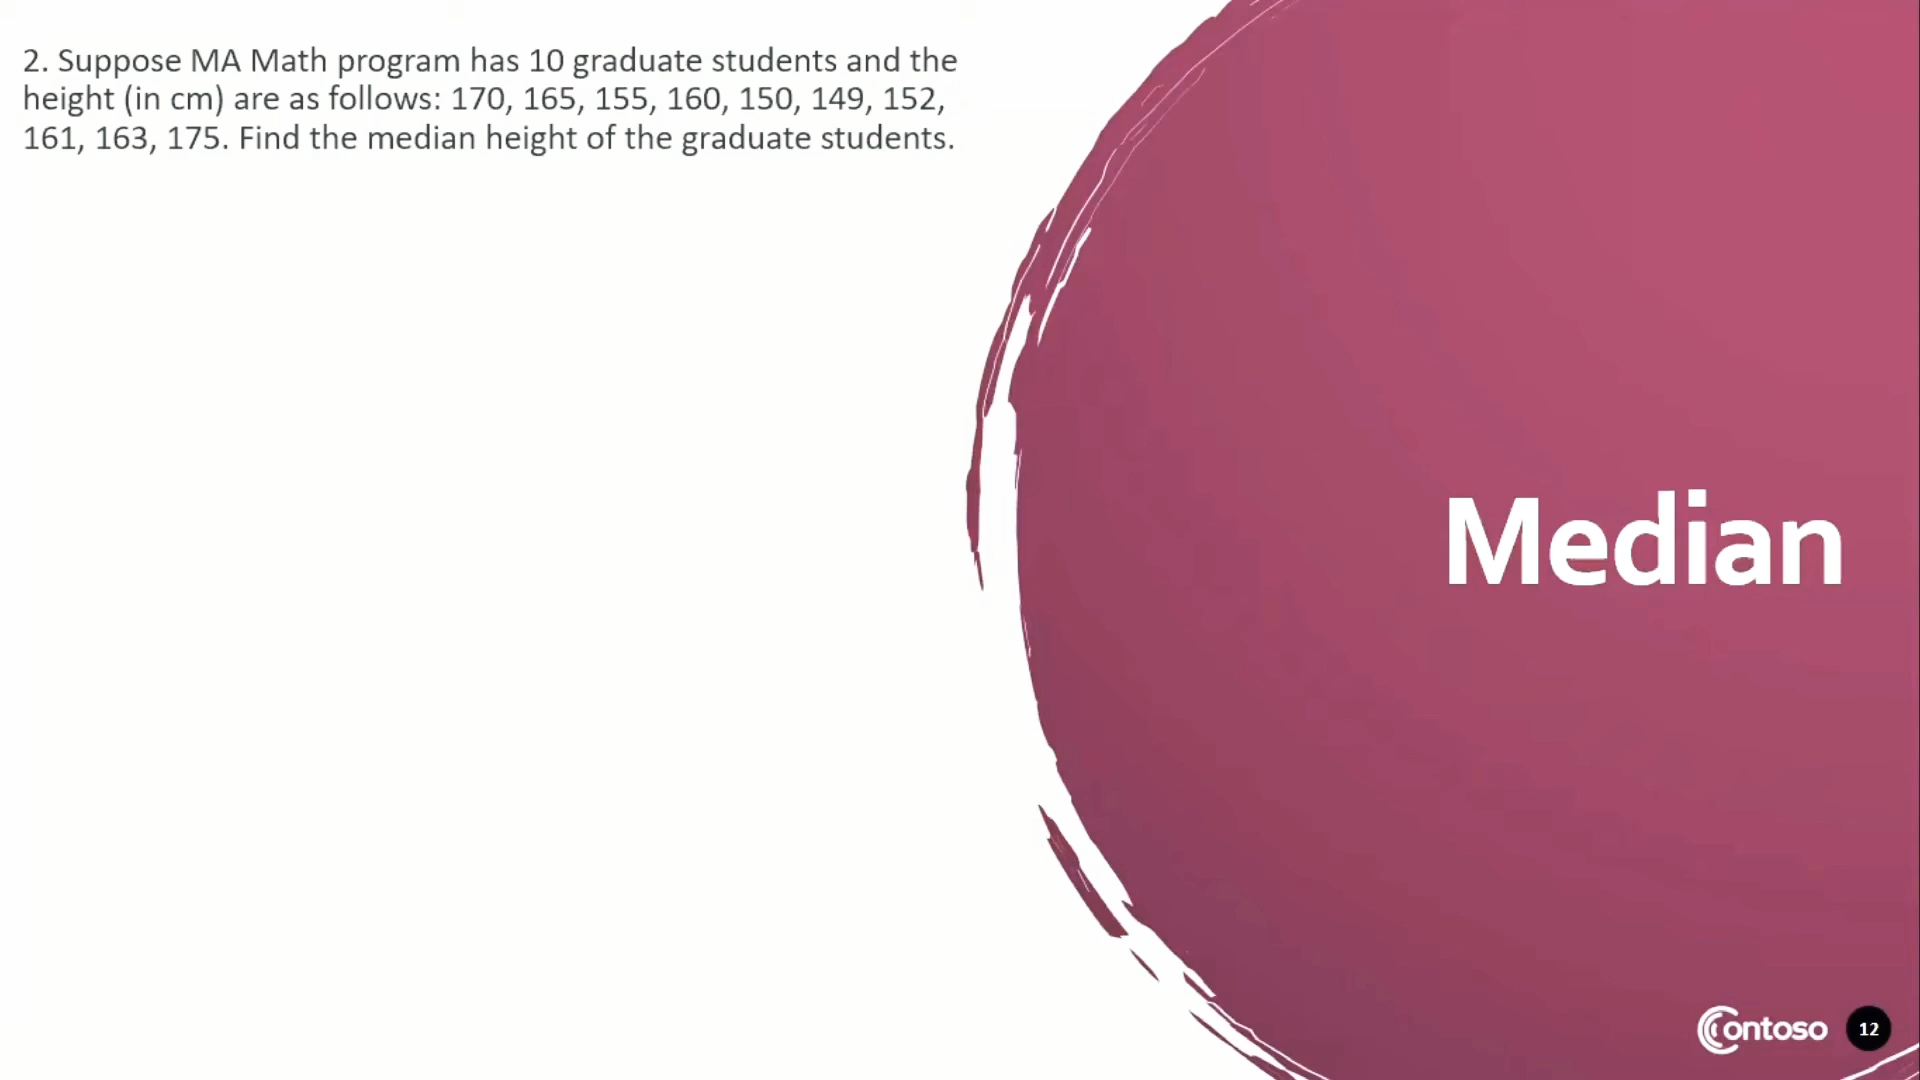 2. Suppose MA Math program has 10 graduate students and the
height (in cm) are as follows: 170, 165, 155, 160, 150, 149, 152,
161, 163, 175. Find the median height of the graduate students.
Median
Contoso
12